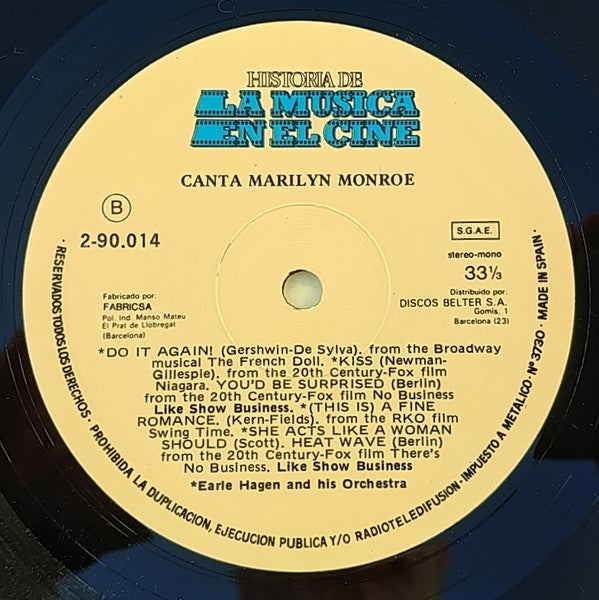 HISTORIA DE
LA MUSICA
EN EL CINE
CANTA MARILYN MONROE
B
2-90.014
S.G.A.E.
stereo-mono
33⅓
Fabricado por:
FABRICSA
Pol. Ind. Manso Mateu
El Prat de Llobregat
(Barcelona)
Distribuido por:
DISCOS BELTER S.A.
Gomis, 1
Barcelona (23)
*DO IT AGAIN! (Gershwin-De Sylva). from the Broadway
musical The French Doll. *KISS (Newman-
Gillespie). from the 20th Century-Fox film
Niagara. YOU'D BE SURPRISED (Berlin)
from the 20th Century-Fox film No Business
Like Show Business. *(THIS IS) A FINE
ROMANCE. (Kern-Fields). from the RKO film
Swing Time. *SHE ACTS LIKE A WOMAN
SHOULD (Scott). HEAT WAVE (Berlin)
from the 20th Century-Fox film There's
No Business, Like Show Business
*Earle Hagen and his Orchestra
· RESERVADOS TODOS LOS DERECHOS · PROHIBIDA LA DUPLICACION, EJECUCION PUBLICA Y/O RADIOTELEDIFUSION · IMPUESTO A METALICO · Nº 3730 · MADE IN SPAIN ·